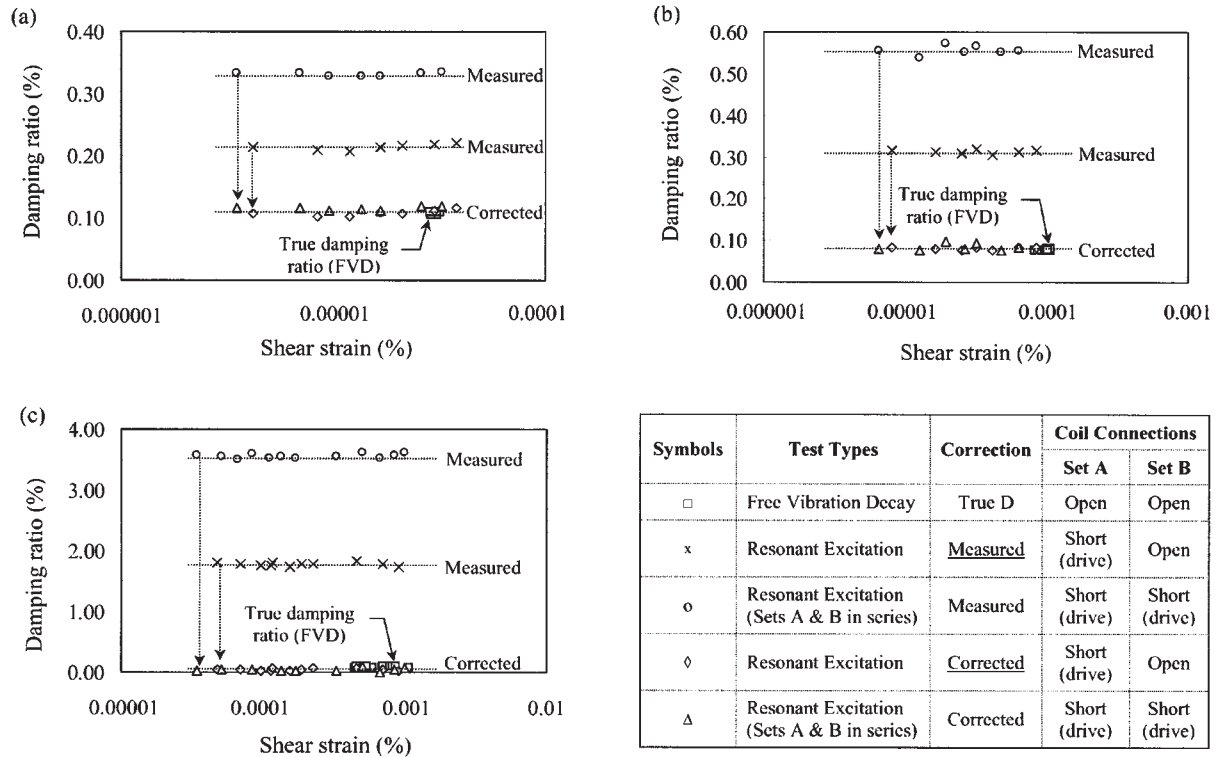 (a)
0.40
0.30
0.20
0.10
0.00
Damping ratio (%)
Measured
Measured
Corrected
True damping
ratio (FVD)
0.000001
0.00001
0.0001
Shear strain (%)
(b)
0.60
0.50
0.40
0.30
0.20
0.10
0.00
Damping ratio (%)
Measured
Measured
True damping
ratio (FVD)
Corrected
0.000001
0.00001
0.0001
0.001
Shear strain (%)
(c)
4.00
3.00
2.00
1.00
0.00
Damping ratio (%)
Measured
Measured
True damping
ratio (FVD)
Corrected
0.00001
0.0001
0.001
0.01
Shear strain (%)
Symbols Test Types Correction Coil Connections
Set A Set B
□ Free Vibration Decay True D Open Open
x Resonant Excitation Measured Short (drive) Open
o Resonant Excitation (Sets A & B in series) Measured Short (drive) Short (drive)
◊ Resonant Excitation Corrected Short (drive) Open
Δ Resonant Excitation (Sets A & B in series) Corrected Short (drive) Short (drive)